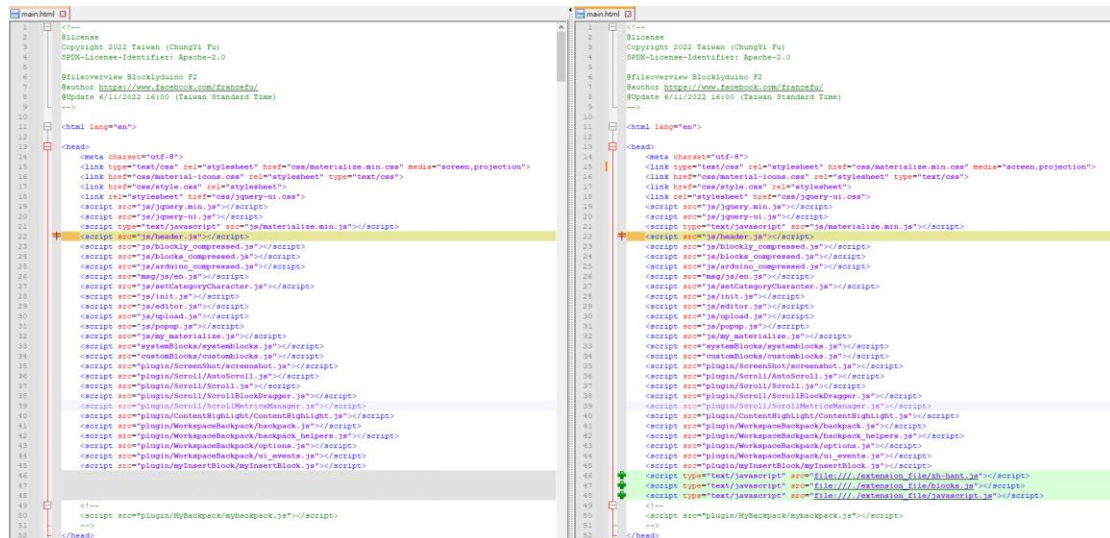 main.html
1 <!--
2 @license
3 Copyright 2022 Taiwan (ChungYi Fu)
4 SPDX-License-Identifier: Apache-2.0
5
6 @fileoverview Blocklyduino F2
7 @author https://www.facebook.com/francefu/
8 @Update 6/11/2022 16:00 (Taiwan Standard Time)
9 -->
10
11 <html lang="en">
12
13 <head>
14 <meta charset="utf-8">
15 <link type="text/css" rel="stylesheet" href="css/materialize.min.css" media="screen,projection">
16 <link href="css/material-icons.css" rel="stylesheet" type="text/css">
17 <link href="css/style.css" rel="stylesheet">
18 <link rel="stylesheet" href="css/jquery-ui.css">
19 <script src="js/jquery.min.js"></script>
20 <script src="js/jquery-ui.js"></script>
21 <script type="text/javascript" src="js/materialize.min.js"></script>
22 <script src="js/header.js"></script>
23 <script src="js/blockly_compressed.js"></script>
24 <script src="js/blocks_compressed.js"></script>
25 <script src="js/arduino_compressed.js"></script>
26 <script src="msg/js/en.js"></script>
27 <script src="js/setCategoryCharacter.js"></script>
28 <script src="js/init.js"></script>
29 <script src="js/editor.js"></script>
30 <script src="js/upload.js"></script>
31 <script src="js/popup.js"></script>
32 <script src="js/my_materialize.js"></script>
33 <script src="systemBlocks/systemblocks.js"></script>
34 <script src="customBlocks/customblocks.js"></script>
35 <script src="plugin/ScreenShot/screenshot.js"></script>
36 <script src="plugin/Scroll/AutoScroll.js"></script>
37 <script src="plugin/Scroll/Scroll.js"></script>
38 <script src="plugin/Scroll/ScrollBlockDragger.js"></script>
39 <script src="plugin/Scroll/ScrollMetricsManager.js"></script>
40 <script src="plugin/ContentHighLight/ContentHighLight.js"></script>
41 <script src="plugin/WorkspaceBackpack/backpack.js"></script>
42 <script src="plugin/WorkspaceBackpack/backpack_helpers.js"></script>
43 <script src="plugin/WorkspaceBackpack/options.js"></script>
44 <script src="plugin/WorkspaceBackpack/ui_events.js"></script>
45 <script src="plugin/myInsertBlock/myInsertBlock.js"></script>
46
47
48
49 <!--
50 <script src="plugin/MyBackpack/mybackpack.js"></script>
51 -->
52 </head>
main.html
1 <!--
2 @license
3 Copyright 2022 Taiwan (ChungYi Fu)
4 SPDX-License-Identifier: Apache-2.0
5
6 @fileoverview Blocklyduino F2
7 @author https://www.facebook.com/francefu/
8 @Update 6/11/2022 16:00 (Taiwan Standard Time)
9 -->
10
11 <html lang="en">
12
13 <head>
14 <meta charset="utf-8">
15 <link type="text/css" rel="stylesheet" href="css/materialize.min.css" media="screen,projection">
16 <link href="css/material-icons.css" rel="stylesheet" type="text/css">
17 <link href="css/style.css" rel="stylesheet">
18 <link rel="stylesheet" href="css/jquery-ui.css">
19 <script src="js/jquery.min.js"></script>
20 <script src="js/jquery-ui.js"></script>
21 <script type="text/javascript" src="js/materialize.min.js"></script>
22 <script src="js/header.js"></script>
23 <script src="js/blockly_compressed.js"></script>
24 <script src="js/blocks_compressed.js"></script>
25 <script src="js/arduino_compressed.js"></script>
26 <script src="msg/js/en.js"></script>
27 <script src="js/setCategoryCharacter.js"></script>
28 <script src="js/init.js"></script>
29 <script src="js/editor.js"></script>
30 <script src="js/upload.js"></script>
31 <script src="js/popup.js"></script>
32 <script src="js/my_materialize.js"></script>
33 <script src="systemBlocks/systemblocks.js"></script>
34 <script src="customBlocks/customblocks.js"></script>
35 <script src="plugin/ScreenShot/screenshot.js"></script>
36 <script src="plugin/Scroll/AutoScroll.js"></script>
37 <script src="plugin/Scroll/Scroll.js"></script>
38 <script src="plugin/Scroll/ScrollBlockDragger.js"></script>
39 <script src="plugin/Scroll/ScrollMetricsManager.js"></script>
40 <script src="plugin/ContentHighLight/ContentHighLight.js"></script>
41 <script src="plugin/WorkspaceBackpack/backpack.js"></script>
42 <script src="plugin/WorkspaceBackpack/backpack_helpers.js"></script>
43 <script src="plugin/WorkspaceBackpack/options.js"></script>
44 <script src="plugin/WorkspaceBackpack/ui_events.js"></script>
45 <script src="plugin/myInsertBlock/myInsertBlock.js"></script>
46 <script type="text/javascript" src="file:///./extension_file/zh-hant.js"></script>
47 <script type="text/javascript" src="file:///./extension_file/blocks.js"></script>
48 <script type="text/javascript" src="file:///./extension_file/javascript.js"></script>
49 <!--
50 <script src="plugin/MyBackpack/mybackpack.js"></script>
51 -->
52 </head>